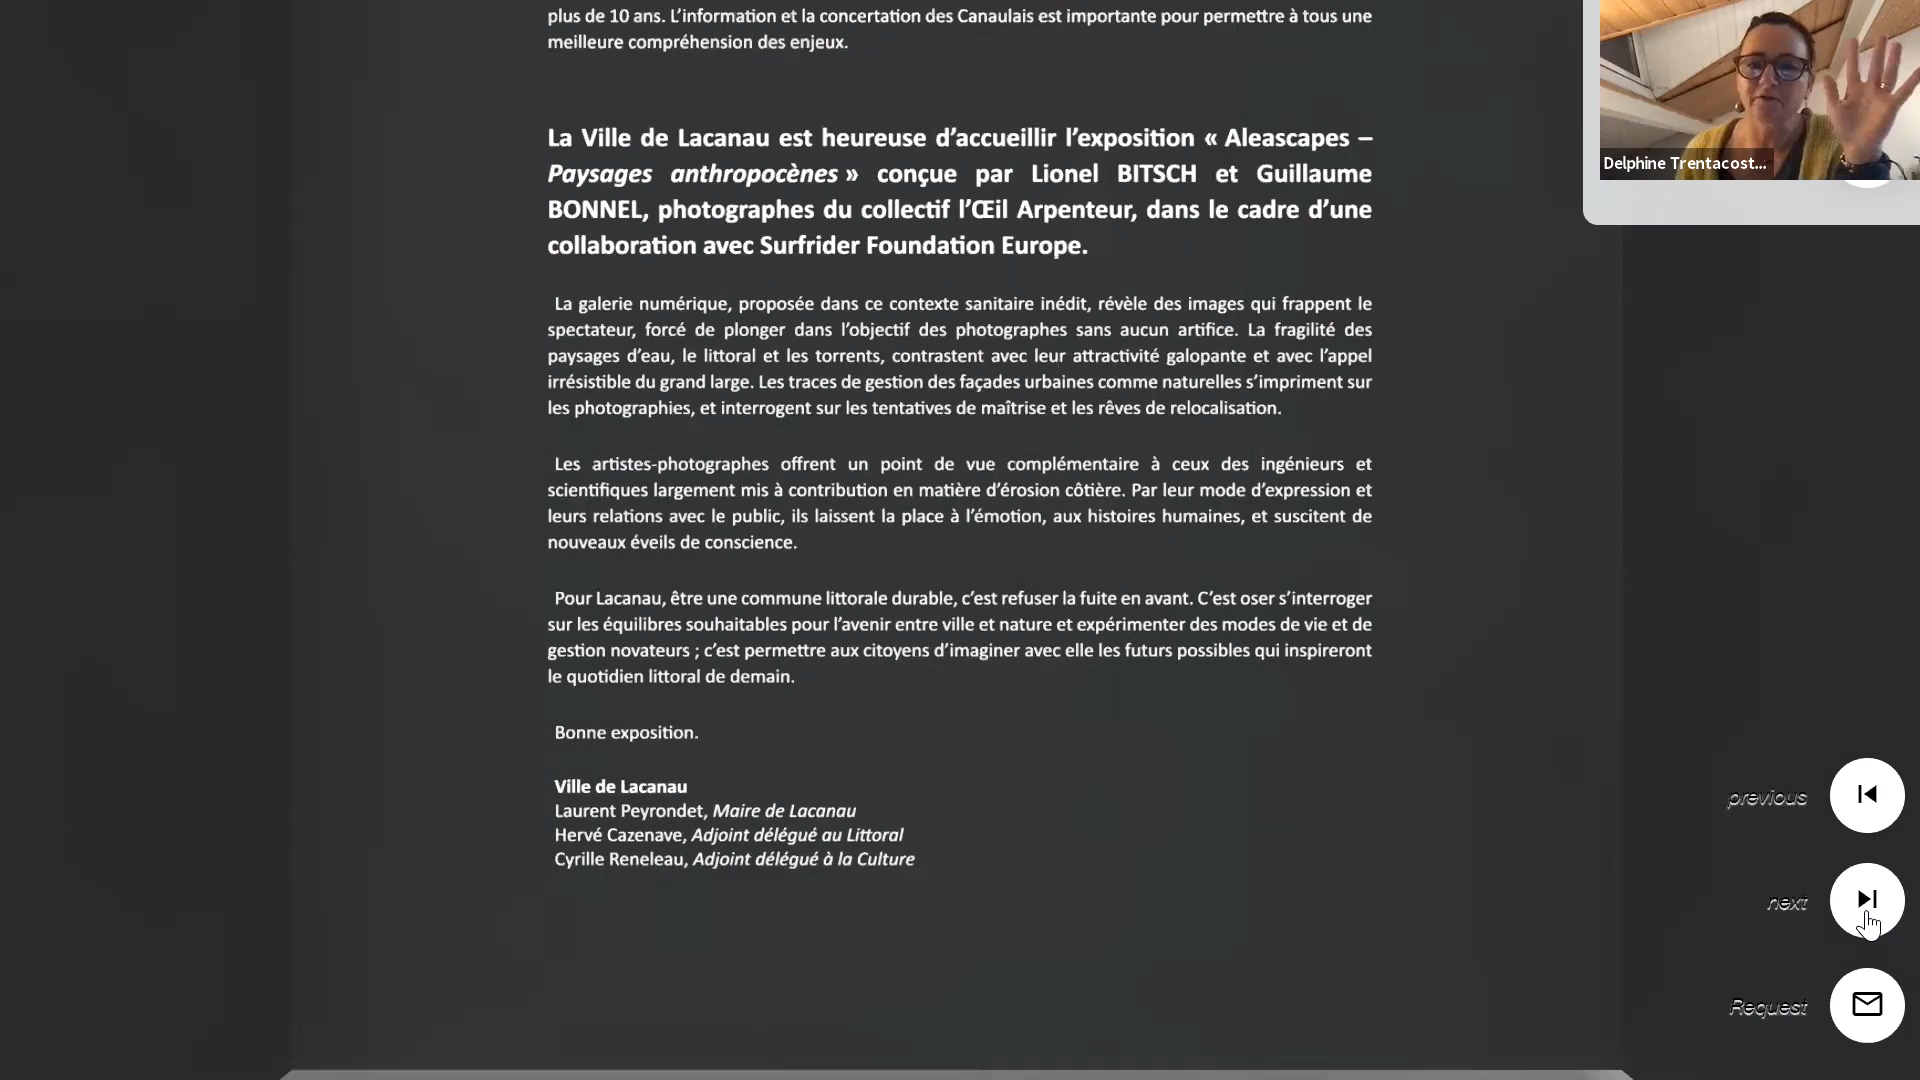 plus de 10 ans. L’information et la concertation des Canaulais est importante pour permettre à tous une
meilleure compréhension des enjeux.
La Ville de Lacanau est heureuse d’accueillir l’exposition « Aleascapes –
Paysages anthropocènes » conçue par Lionel BITSCH et Guillaume
BONNEL, photographes du collectif l’Œil Arpenteur, dans le cadre d’une
collaboration avec Surfrider Foundation Europe.
La galerie numérique, proposée dans ce contexte sanitaire inédit, révèle des images qui frappent le
spectateur, forcé de plonger dans l’objectif des photographes sans aucun artifice. La fragilité des
paysages d’eau, le littoral et les torrents, contrastent avec leur attractivité galopante et avec l’appel
irrésistible du grand large. Les traces de gestion des façades urbaines comme naturelles s’impriment sur
les photographies, et interrogent sur les tentatives de maîtrise et les rêves de relocalisation.
Les artistes-photographes offrent un point de vue complémentaire à ceux des ingénieurs et
scientifiques largement mis à contribution en matière d’érosion côtière. Par leur mode d’expression et
leurs relations avec le public, ils laissent la place à l’émotion, aux histoires humaines, et suscitent de
nouveaux éveils de conscience.
Pour Lacanau, être une commune littorale durable, c’est refuser la fuite en avant. C’est oser s’interroger
sur les équilibres souhaitables pour l’avenir entre ville et nature et expérimenter des modes de vie et de
gestion novateurs ; c’est permettre aux citoyens d’imaginer avec elle les futurs possibles qui inspireront
le quotidien littoral de demain.
Bonne exposition.
Ville de Lacanau
Laurent Peyrondet, Maire de Lacanau
Hervé Cazenave, Adjoint délégué au Littoral
Cyrille Reneleau, Adjoint délégué à la Culture
Delphine Trentacost...
previous
next
Request